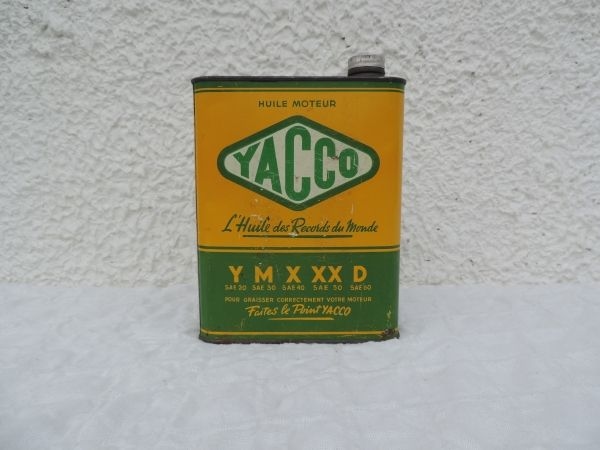 HUILE MOTEUR
YACCO
L'Huile des Records du Monde
Y M X XX D
SAE 20 SAE 30 SAE 40 SAE 50 SAE 60
POUR GRAISSER CORRECTEMENT VOTRE MOTEUR
Faites le Point YACCO